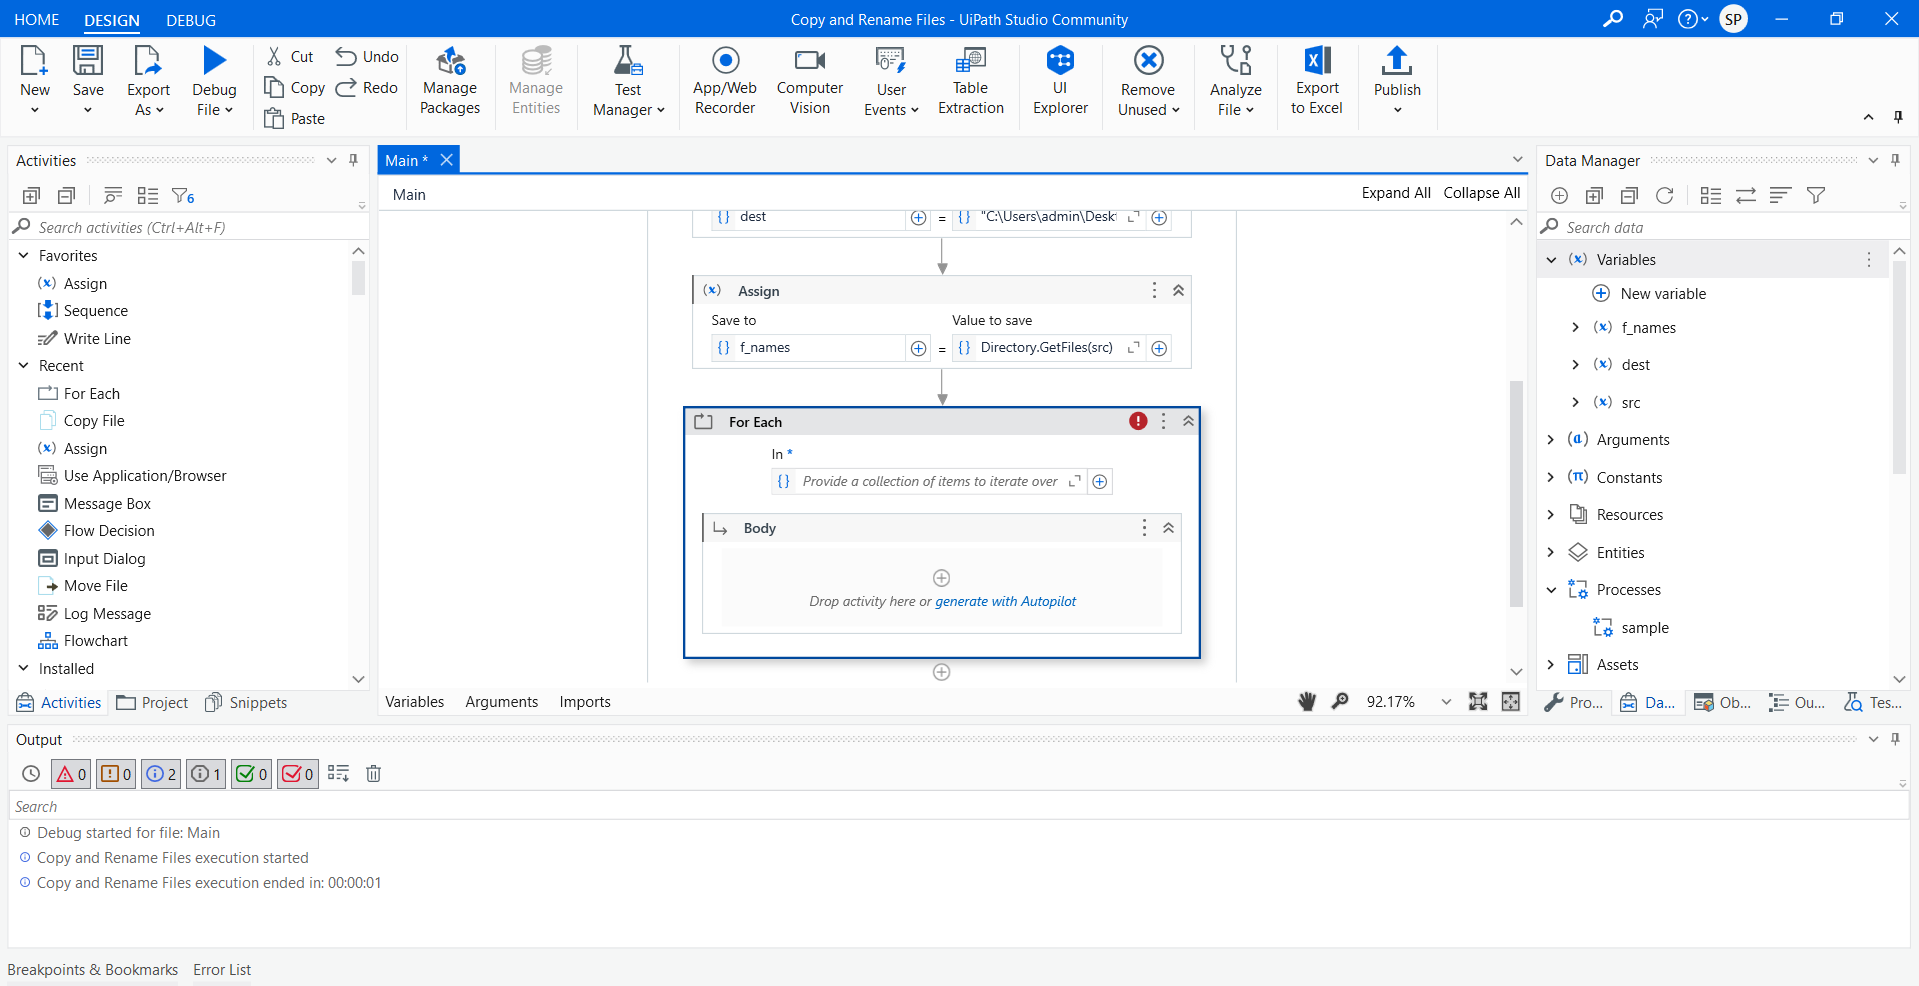 HOME DESIGN DEBUG Copy and Rename Files - UiPath Studio Community SP
New
Save
Export As
Debug File
Cut
Copy
Paste
Undo
Redo
Manage Packages
Manage Entities
Test Manager
App/Web Recorder
Computer Vision
User Events
Table Extraction
UI Explorer
Remove Unused
Analyze File
Export to Excel
Publish
Activities
6
Search activities (Ctrl+Alt+F)
Favorites
Assign
Sequence
Write Line
Recent
For Each
Copy File
Assign
Use Application/Browser
Message Box
Flow Decision
Input Dialog
Move File
Log Message
Flowchart
Installed
Activities Project Snippets
Main *
Main Expand All Collapse All
{} dest = {} "C:\Users\admin\Deskt
(x) Assign
Save to Value to save
{} f_names = {} Directory.GetFiles(src)
For Each
In *
{} Provide a collection of items to iterate over
Body
Drop activity here or generate with Autopilot
Variables Arguments Imports 92.17%
Data Manager
Search data
(x) Variables
New variable
(x) f_names
(x) dest
(x) src
(a) Arguments
(π) Constants
Resources
Entities
Processes
sample
Assets
Pro... Da... Ob... Ou... Tes...
Output
0 0 2 1 0 0
Search
Debug started for file: Main
Copy and Rename Files execution started
Copy and Rename Files execution ended in: 00:00:01
Breakpoints & Bookmarks Error List